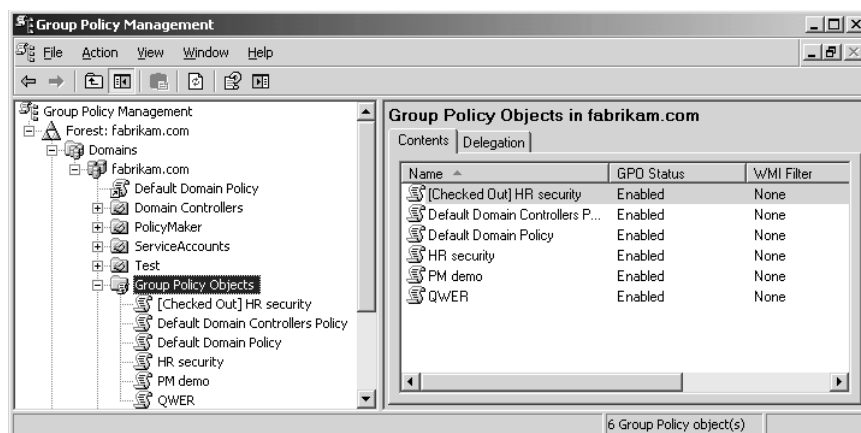 Group Policy Management
File Action View Window Help
Group Policy Management
Forest: fabrikam.com
Domains
fabrikam.com
Default Domain Policy
Domain Controllers
PolicyMaker
ServiceAccounts
Test
Group Policy Objects
[Checked Out] HR security
Default Domain Controllers Policy
Default Domain Policy
HR security
PM demo
QWER
Group Policy Objects in fabrikam.com
Contents Delegation
Name GPO Status WMI Filter
[Checked Out] HR security Enabled None
Default Domain Controllers P... Enabled None
Default Domain Policy Enabled None
HR security Enabled None
PM demo Enabled None
QWER Enabled None
6 Group Policy object(s)